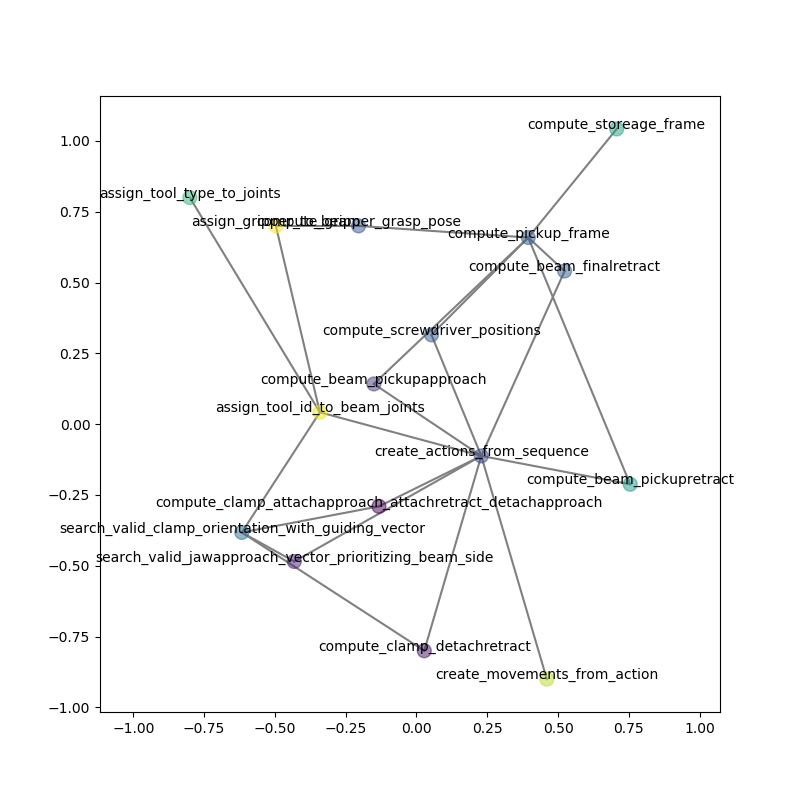 compute_storeage_frame
1.00
assign_tool_type_to_joints
0.75
assign_gripper_to_beam
compute_gripper_grasp_pose
compute_pickup_frame
compute_beam_finalretract
0.50
compute_screwdriver_positions
0.25
compute_beam_pickupapproach
assign_tool_id_to_beam_joints
0.00
create_actions_from_sequence
compute_beam_pickupretract
−0.25
compute_clamp_attachapproach_attachretract_detachapproach
search_valid_clamp_orientation_with_guiding_vector
−0.50
search_valid_jawapproach_vector_prioritizing_beam_side
compute_clamp_detachretract
−0.75
create_movements_from_action
−1.00
−1.00 −0.75 −0.50 −0.25 0.00 0.25 0.50 0.75 1.00